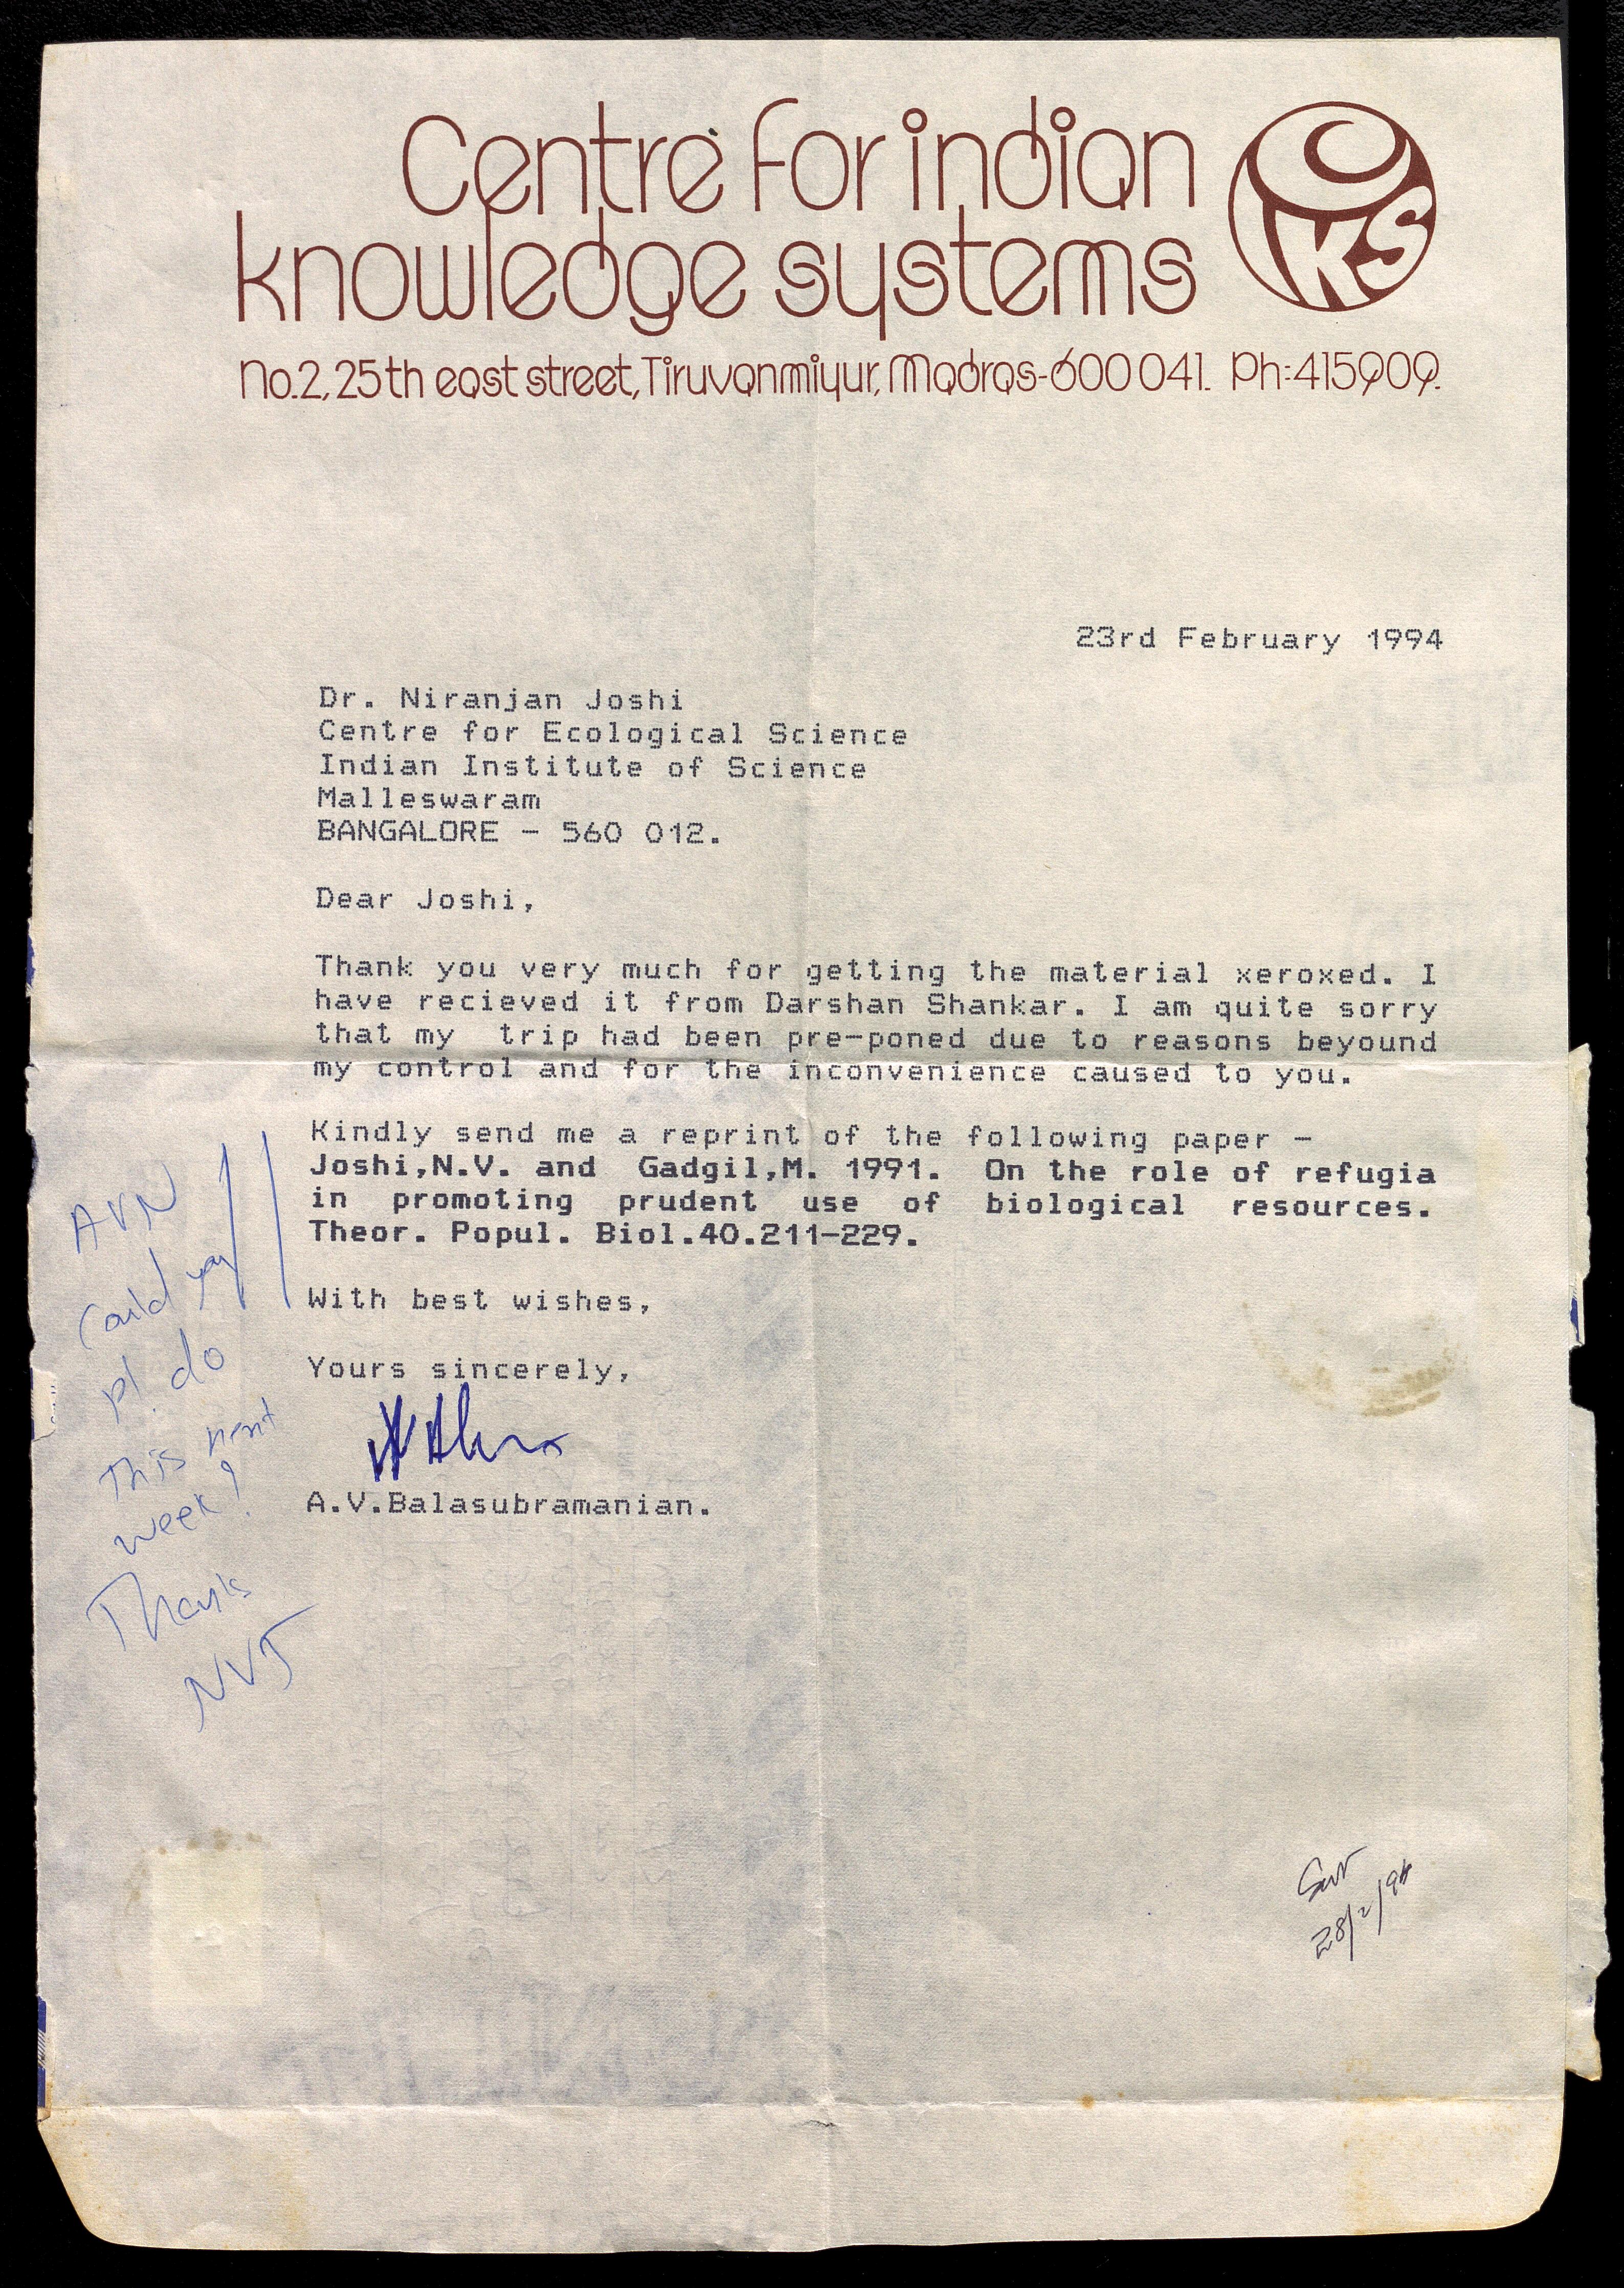 Centre for indian
knowledge systems
IKS
No.2, 25th east street, Tiruvanmiyur, Madras-600 041. Ph:415909.
23rd February 1994
Dr. Niranjan Joshi
Centre for Ecological Science
Indian Institute of Science
Malleswaram
BANGALORE - 560 012.
Dear Joshi,
Thank you very much for getting the material xeroxed. I
have recieved it from Darshan Shankar. I am quite sorry
that my trip had been pre-poned due to reasons beyound
my control and for the inconvenience caused to you.
Kindly send me a reprint of the following paper -
Joshi,N.V. and Gadgil,M. 1991. On the role of refugia
in promoting prudent use of biological resources.
Theor. Popul. Biol.40.211-229.
With best wishes,
Yours sincerely,
A.V.Balasubramanian.
AVN
Could you
pl. do
This next
week?
Thanks
NVJ
28/2/94